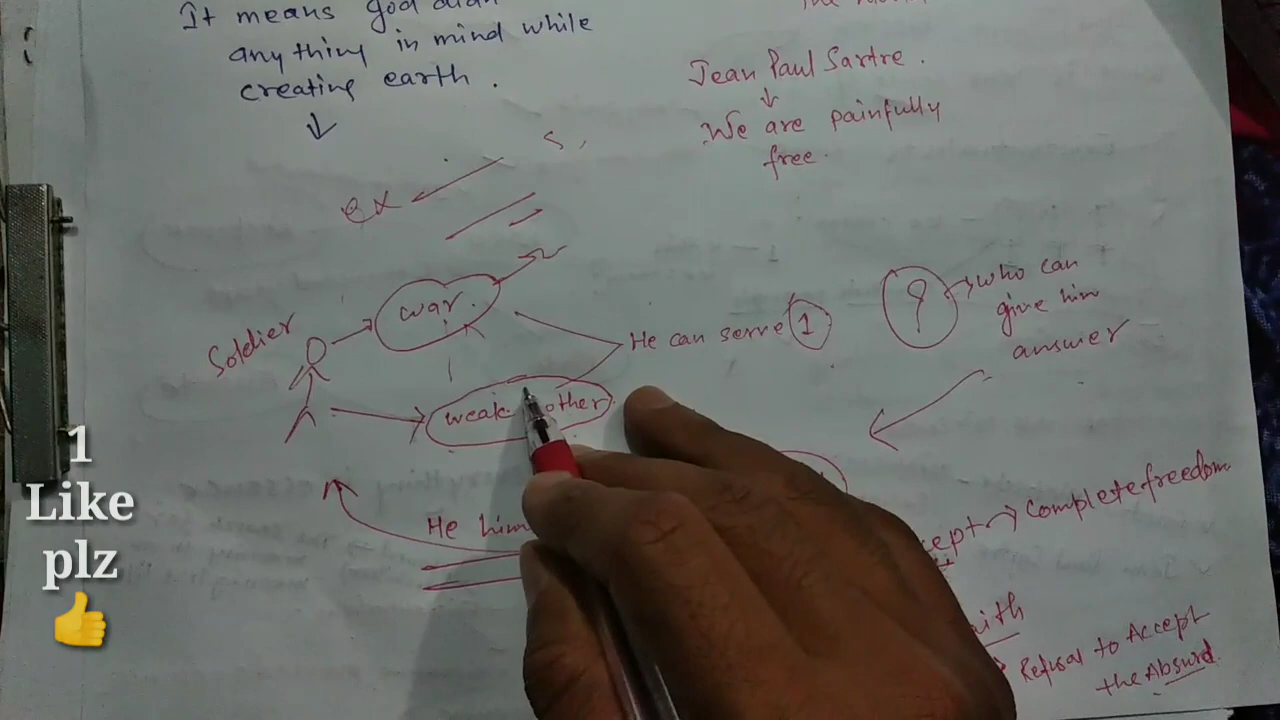 It means god didn
any thing in mind while
creating earth .
Jean Paul Sartre .
We are painfully
free .
ex
Soldier
war
He can serve 1
? who can
give him
answer
weak other
He him
Complete freedom
Refusal to Accept
the Absurd
1
Like
plz